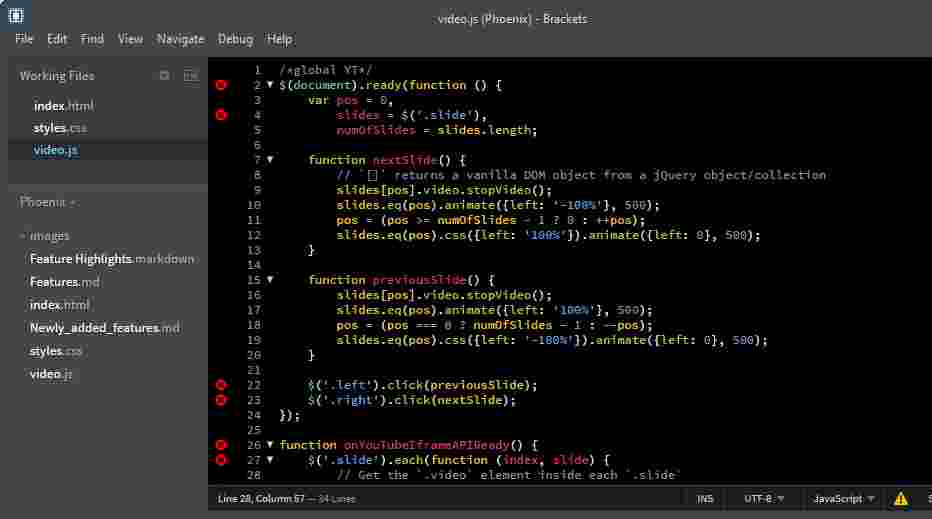 video.js (Phoenix) - Brackets
File Edit Find View Navigate Debug Help
Working Files
index.html
styles.css
video.js
Phoenix
images
Feature Highlights.markdown
Features.md
index.html
Newly_added_features.md
styles.css
video.js
1 /*global YT*/
2 $(document).ready(function () {
3 var pos = 0,
4 slides = $('.slide'),
5 numOfSlides = slides.length;
6
7 function nextSlide() {
8 // `[]` returns a vanilla DOM object from a jQuery object/collection
9 slides[pos].video.stopVideo();
10 slides.eq(pos).animate({left: '-100%'}, 500);
11 pos = (pos >= numOfSlides - 1 ? 0 : ++pos);
12 slides.eq(pos).css({left: '100%'}).animate({left: 0}, 500);
13 }
14
15 function previousSlide() {
16 slides[pos].video.stopVideo();
17 slides.eq(pos).animate({left: '100%'}, 500);
18 pos = (pos === 0 ? numOfSlides - 1 : --pos);
19 slides.eq(pos).css({left: '-100%'}).animate({left: 0}, 500);
20 }
21
22 $('.left').click(previousSlide);
23 $('.right').click(nextSlide);
24 });
25
26 function onYouTubeIframeAPIReady() {
27 $('.slide').each(function (index, slide) {
28 // Get the `.video` element inside each `.slide`
Line 28, Column 57 — 34 Lines INS UTF-8 JavaScript S